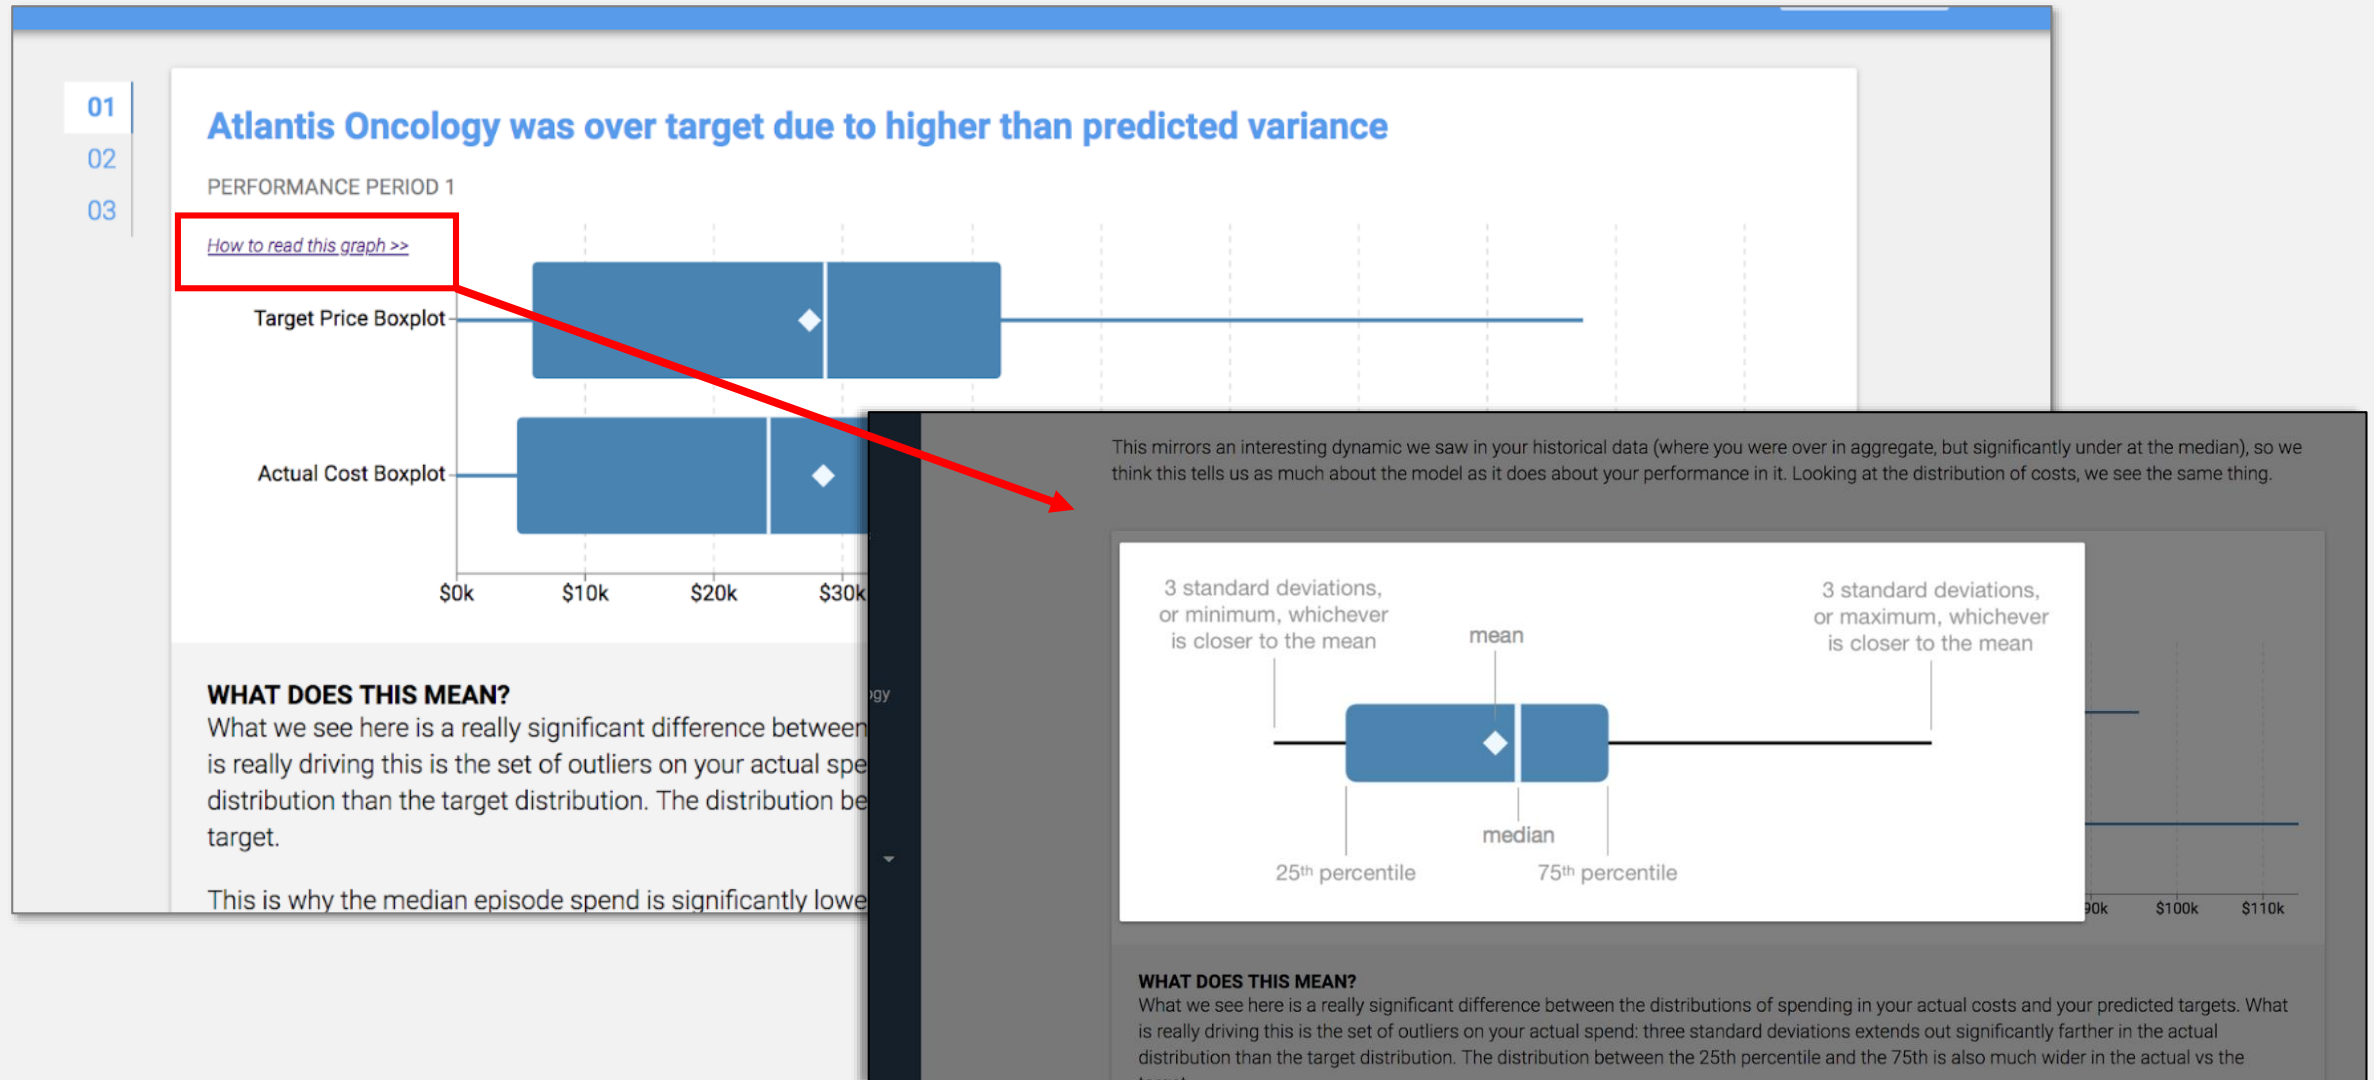 01
02
03
Atlantis Oncology was over target due to higher than predicted variance
PERFORMANCE PERIOD 1
How to read this graph >>
Target Price Boxplot
Actual Cost Boxplot
$0k
$10k
$20k
$30k
WHAT DOES THIS MEAN?
What we see here is a really significant difference between
is really driving this is the set of outliers on your actual spe
distribution than the target distribution. The distribution be
target.
This is why the median episode spend is significantly lowe
ogy
This mirrors an interesting dynamic we saw in your historical data (where you were over in aggregate, but significantly under at the median), so we
think this tells us as much about the model as it does about your performance in it. Looking at the distribution of costs, we see the same thing.
3 standard deviations,
or minimum, whichever
is closer to the mean
mean
3 standard deviations,
or maximum, whichever
is closer to the mean
median
25th percentile
75th percentile
90k
$100k
$110k
WHAT DOES THIS MEAN?
What we see here is a really significant difference between the distributions of spending in your actual costs and your predicted targets. What
is really driving this is the set of outliers on your actual spend: three standard deviations extends out significantly farther in the actual
distribution than the target distribution. The distribution between the 25th percentile and the 75th is also much wider in the actual vs the